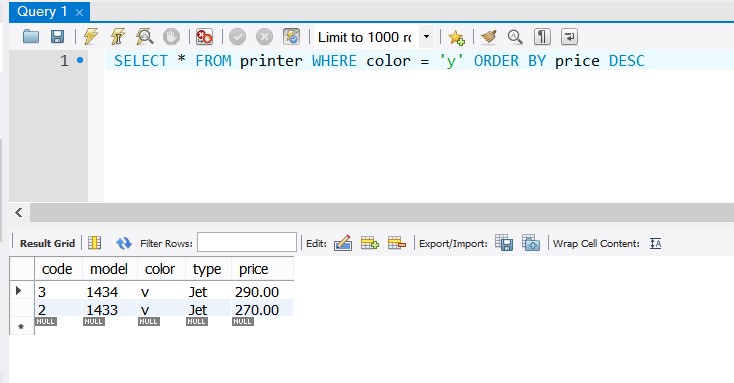 Query 1
Limit to 1000 rc
1 SELECT * FROM printer WHERE color = 'y' ORDER BY price DESC
Result Grid Filter Rows: Edit: Export/Import: Wrap Cell Content: IA
code model color type price
3 1434 y Jet 290.00
2 1433 y Jet 270.00
NULL NULL NULL NULL NULL